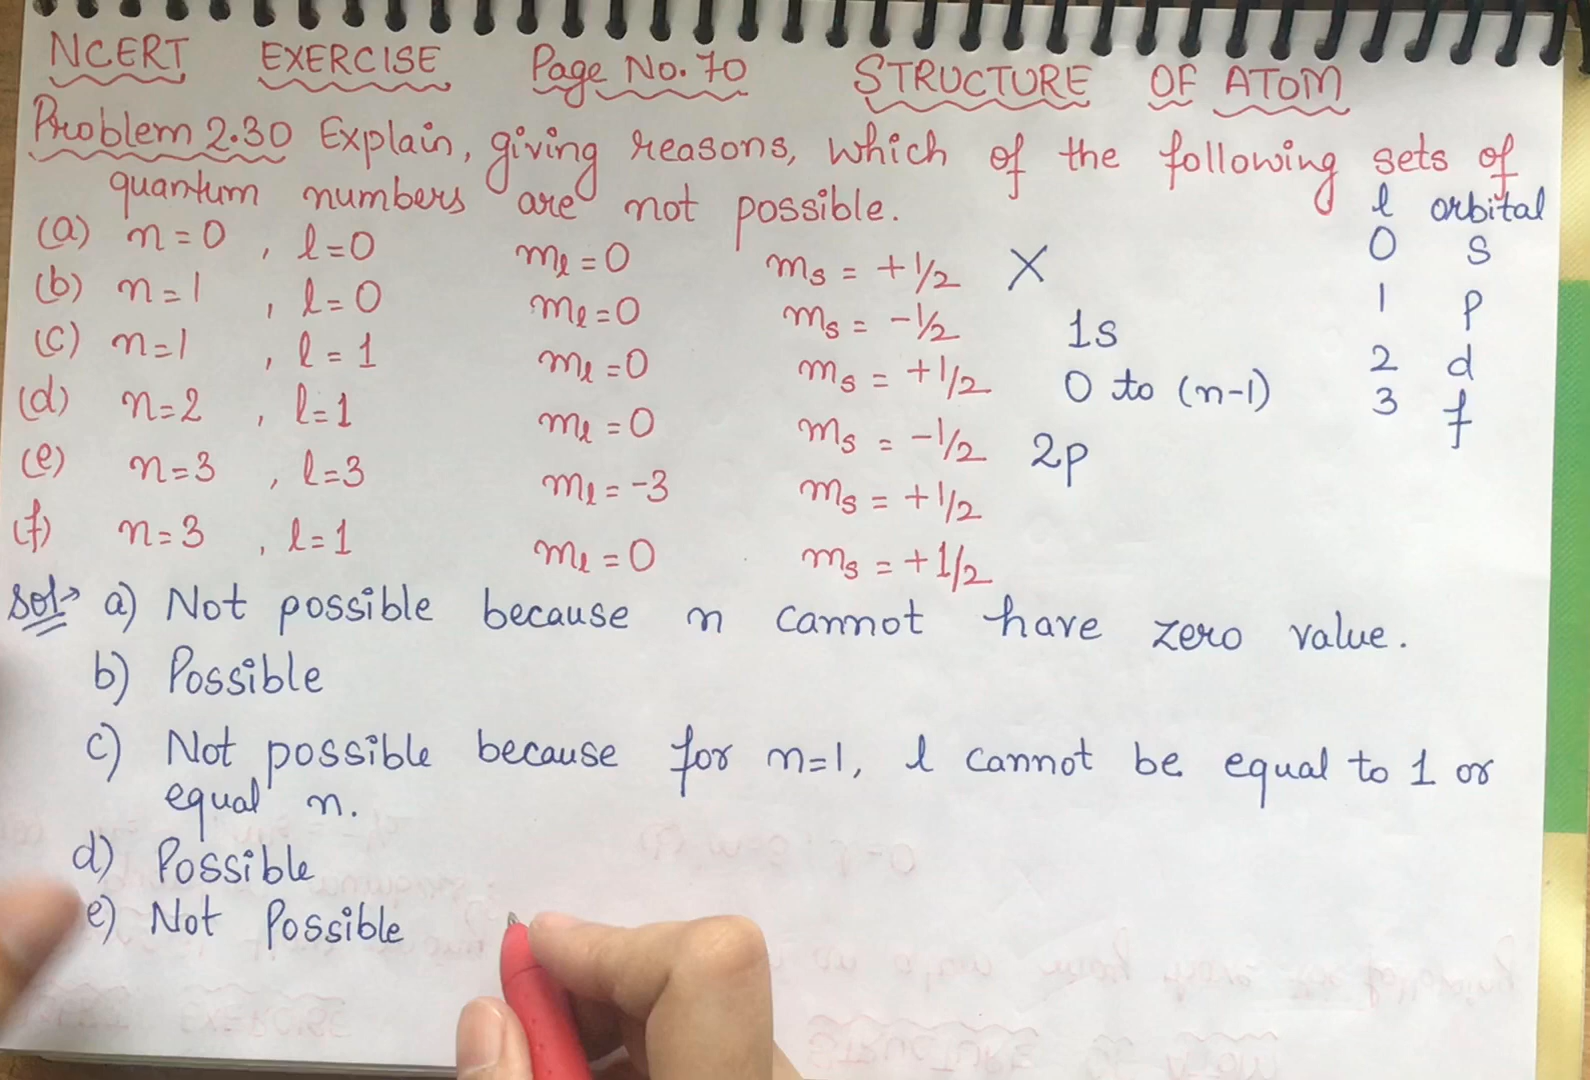 NCERT EXERCISE Page No. 70 STRUCTURE OF ATOM
Problem 2.30 Explain, giving reasons, which of the following sets of
quantum numbers are not possible.
(a) n=0 , l=0 ml=0 ms = +1/2 X
(b) n=1 , l=0 ml=0 ms = -1/2 1s
(c) n=1 , l=1 ml=0 ms = +1/2 0 to (n-1)
(d) n=2 , l=1 ml=0 ms = -1/2 2p
(e) n=3 , l=3 ml=-3 ms = +1/2
(f) n=3 , l=1 ml=0 ms = +1/2
l orbital
0 s
1 p
2 d
3 f
Sol→ a) Not possible because n cannot have zero value.
b) Possible
c) Not possible because for n=1, l cannot be equal to 1 or
equal n.
d) Possible
e) Not Possible